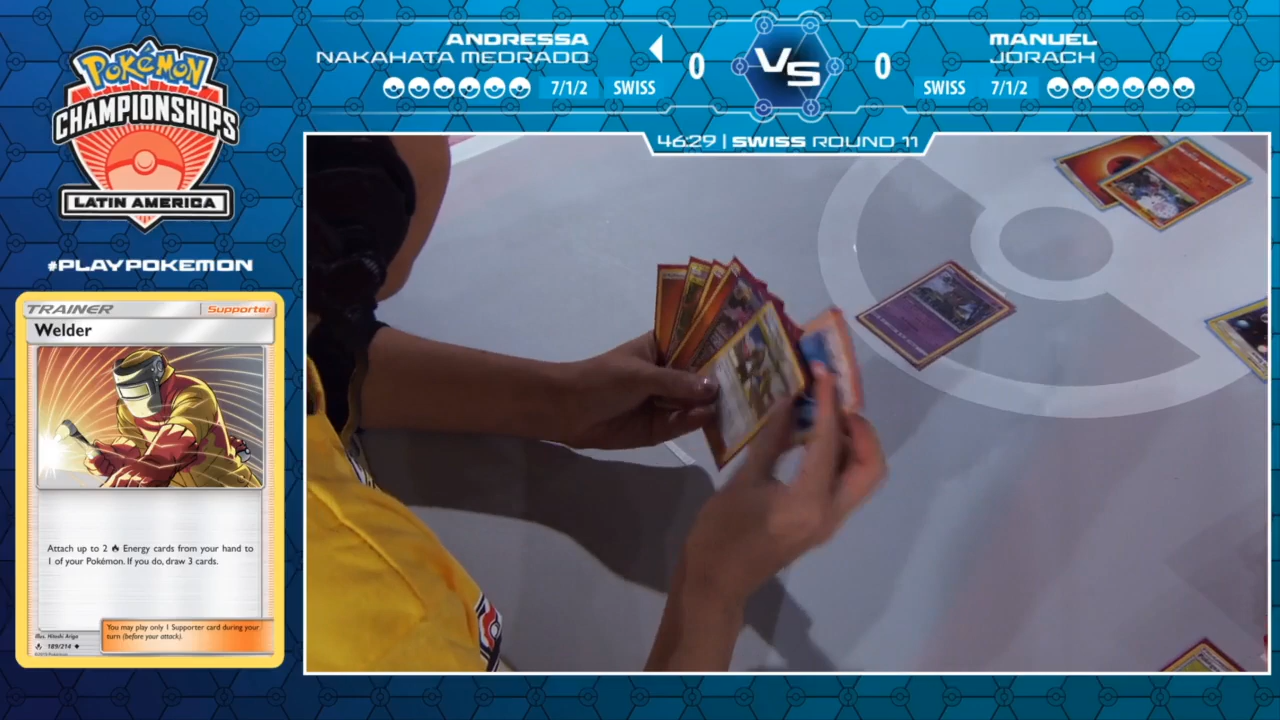 POKÉMON
CHAMPIONSHIPS
LATIN AMERICA
#PLAYPOKEMON
ANDRESSA
NAKAHATA MEDRADO
0
7/1/2
SWISS
VS
MANUEL
JORACH
0
SWISS
7/1/2
46:29 | SWISS ROUND 11
TRAINER
Supporter
Welder
Attach up to 2 Energy cards from your hand to
1 of your Pokémon. If you do, draw 3 cards.
You may play only 1 Supporter card during your
turn (before your attack).
Illus. Hitoshi Ariga
189/214